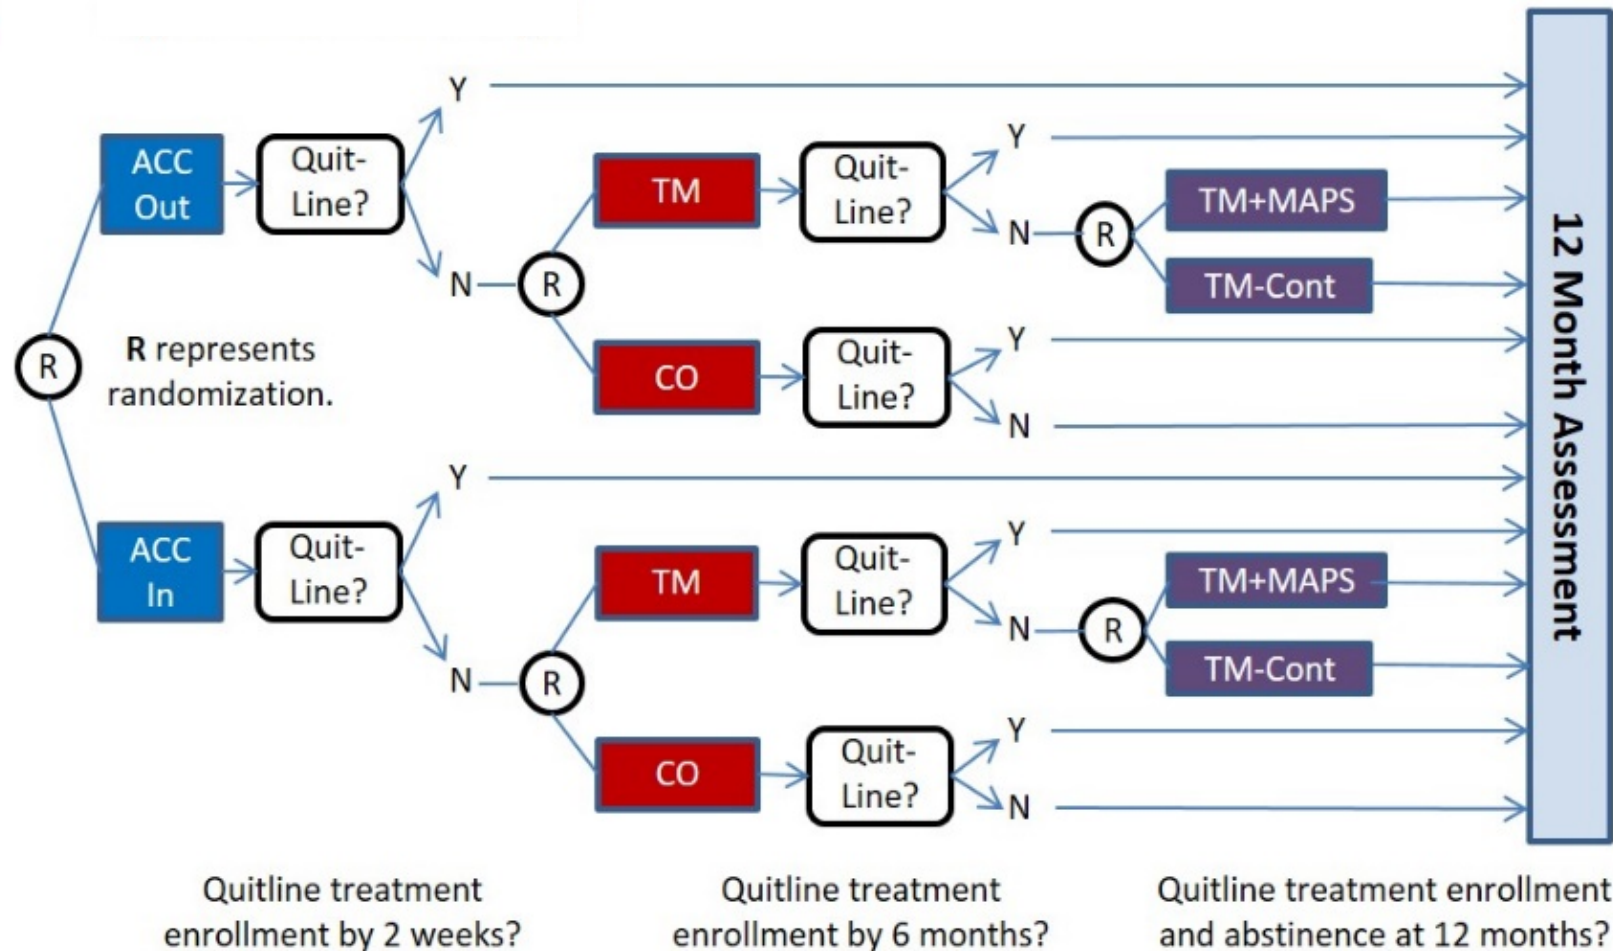 Y
ACC
Out
Quit-
Line?
N
R
TM
Quit-
Line?
Y
N
R
TM+MAPS
TM-Cont
CO
Quit-
Line?
Y
N
R
R represents
randomization.
ACC
In
Quit-
Line?
Y
N
R
TM
Quit-
Line?
Y
N
R
TM+MAPS
TM-Cont
CO
Quit-
Line?
Y
N
12 Month Assessment
Quitline treatment
enrollment by 2 weeks?
Quitline treatment
enrollment by 6 months?
Quitline treatment enrollment
and abstinence at 12 months?